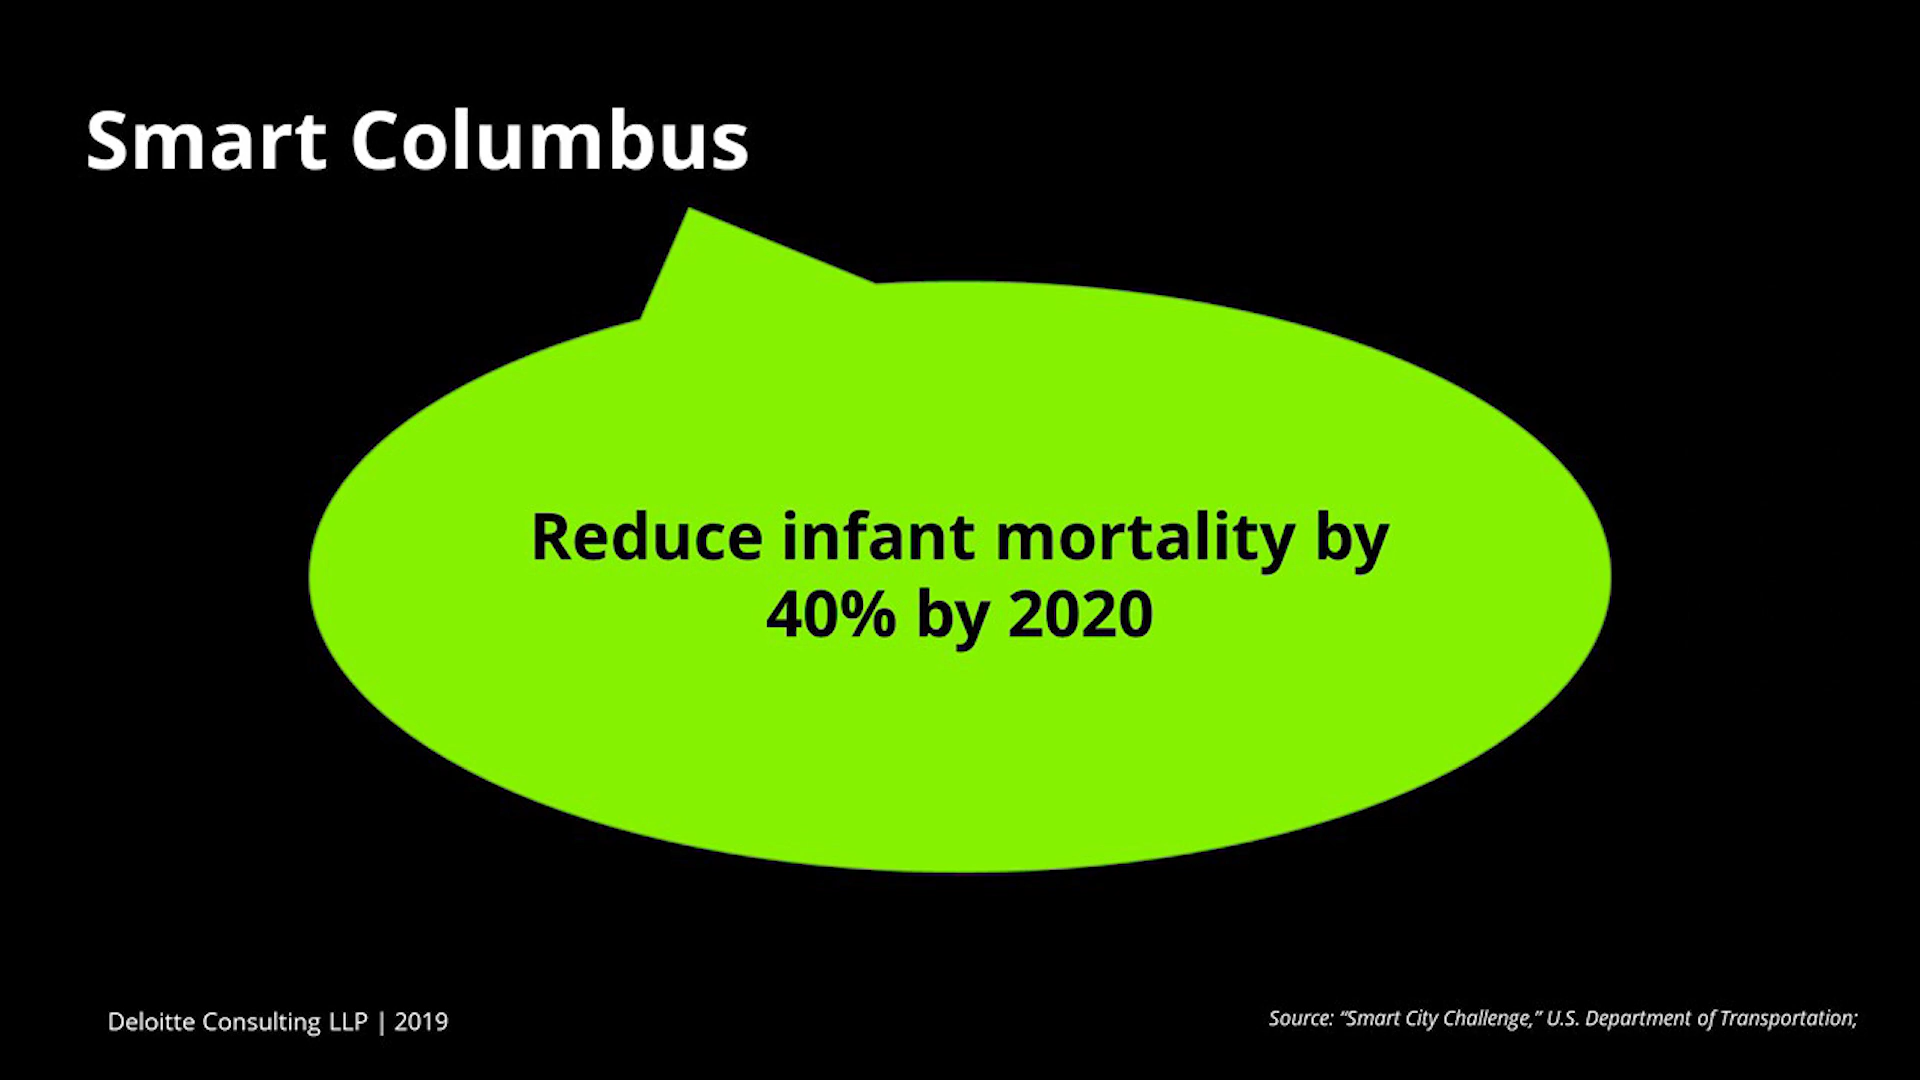 Smart Columbus
Reduce infant mortality by
40% by 2020
Deloitte Consulting LLP | 2019
Source: “Smart City Challenge,” U.S. Department of Transportation;